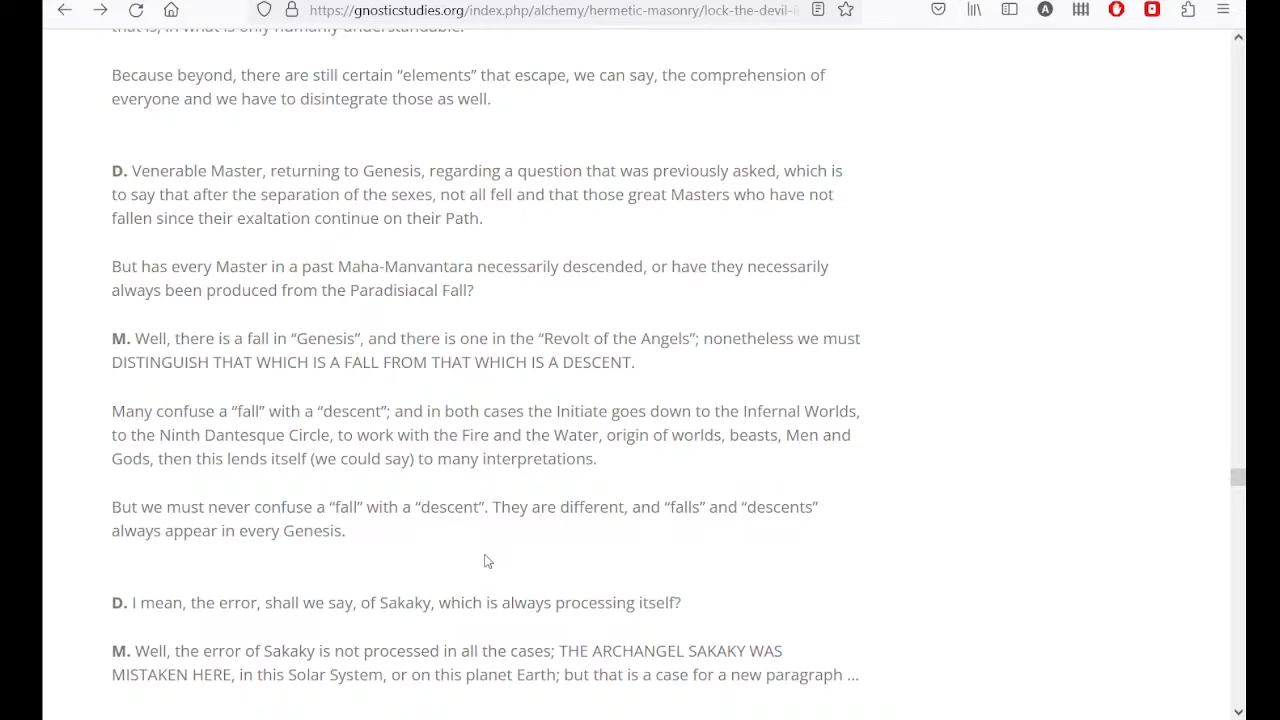 https://gnosticstudies.org/index.php/alchemy/hermetic-masonry/lock-the-devil-i
that is, in what is only humanly understandable.
Because beyond, there are still certain “elements” that escape, we can say, the comprehension of
everyone and we have to disintegrate those as well.
D. Venerable Master, returning to Genesis, regarding a question that was previously asked, which is
to say that after the separation of the sexes, not all fell and that those great Masters who have not
fallen since their exaltation continue on their Path.
But has every Master in a past Maha-Manvantara necessarily descended, or have they necessarily
always been produced from the Paradisiacal Fall?
M. Well, there is a fall in “Genesis”, and there is one in the “Revolt of the Angels”; nonetheless we must
DISTINGUISH THAT WHICH IS A FALL FROM THAT WHICH IS A DESCENT.
Many confuse a “fall” with a “descent”; and in both cases the Initiate goes down to the Infernal Worlds,
to the Ninth Dantesque Circle, to work with the Fire and the Water, origin of worlds, beasts, Men and
Gods, then this lends itself (we could say) to many interpretations.
But we must never confuse a “fall” with a “descent”. They are different, and “falls” and “descents”
always appear in every Genesis.
D. I mean, the error, shall we say, of Sakaky, which is always processing itself?
M. Well, the error of Sakaky is not processed in all the cases; THE ARCHANGEL SAKAKY WAS
MISTAKEN HERE, in this Solar System, or on this planet Earth; but that is a case for a new paragraph ...